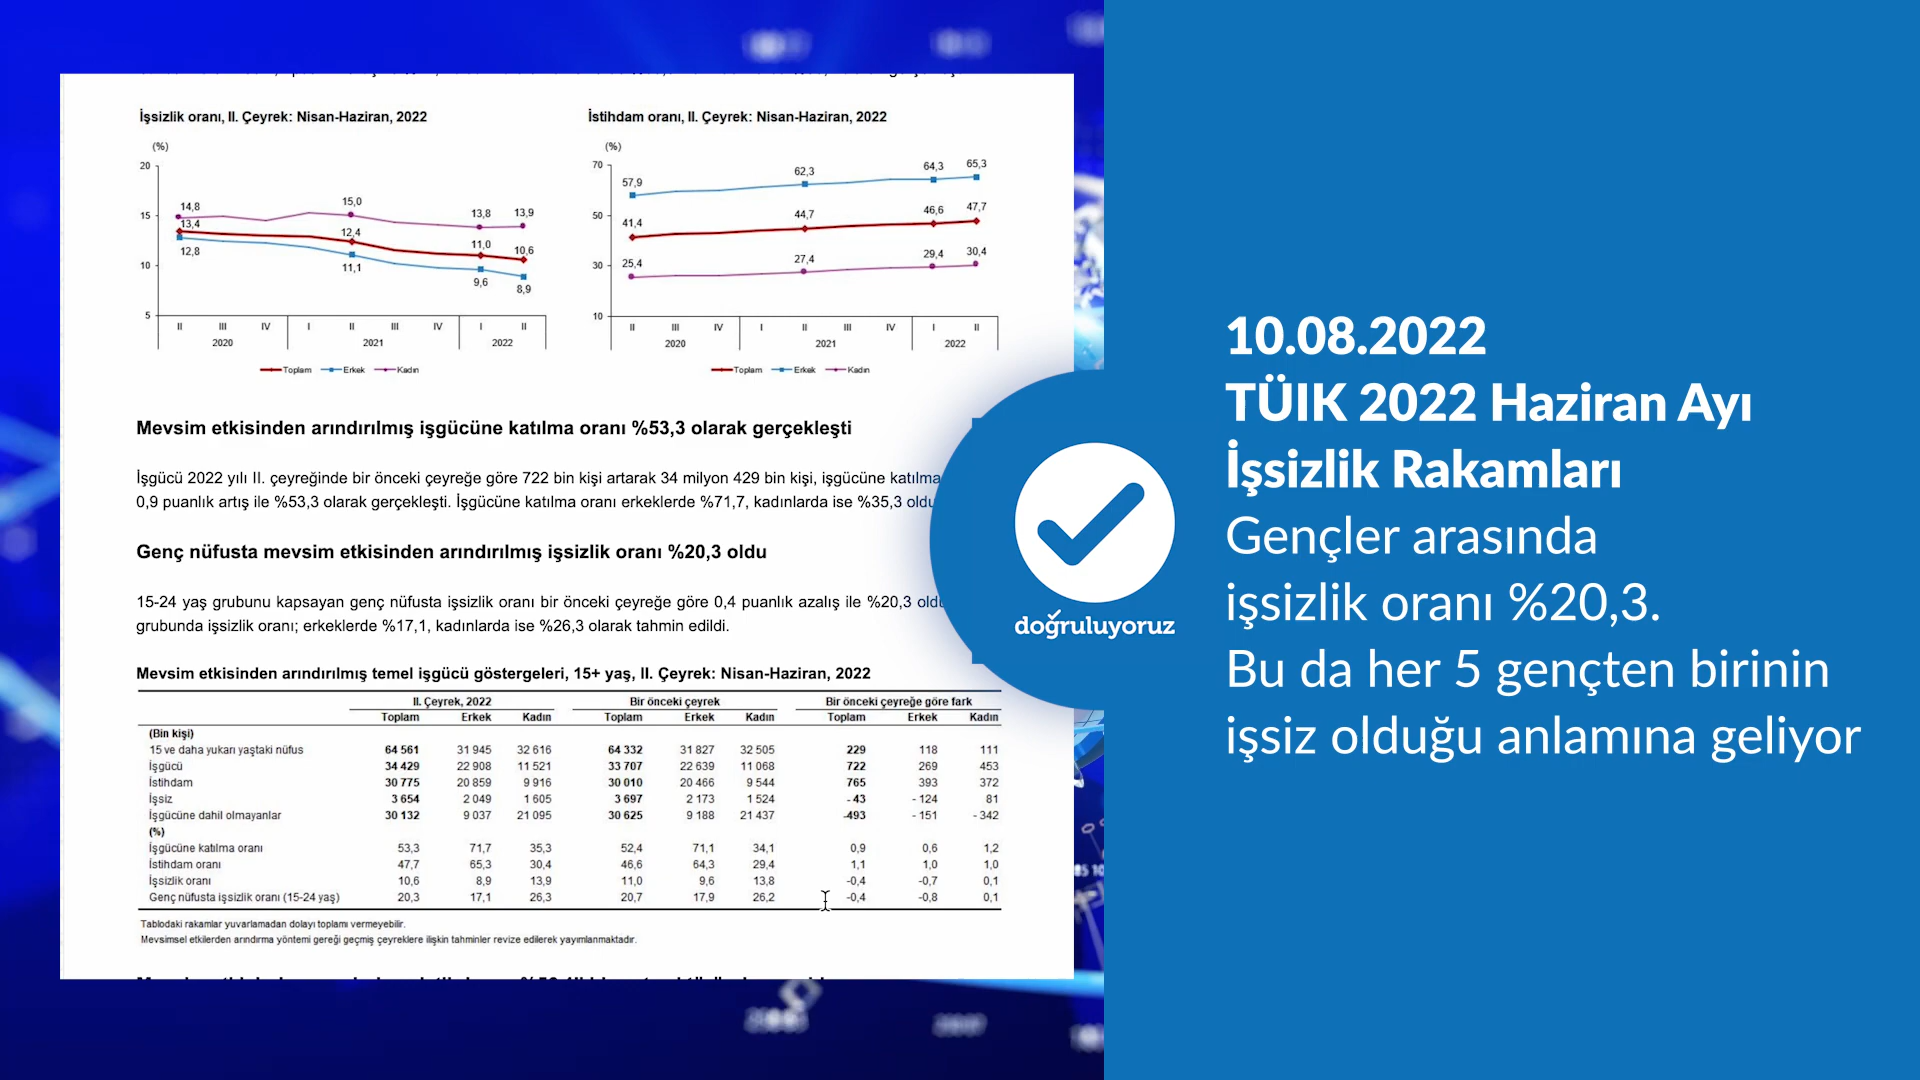 İşsizlik oranı, II. Çeyrek: Nisan-Haziran, 2022
(%)
20
15
10
5
14,8
13,4
12,8
15,0
12,4
11,1
13,8
11,0
9,6
13,9
10,6
8,9
II III IV I II III IV I II
2020 2021 2022
Toplam Erkek Kadın
İstihdam oranı, II. Çeyrek: Nisan-Haziran, 2022
(%)
70
50
30
10
57,9
41,4
25,4
62,3
44,7
27,4
64,3
46,6
29,4
65,3
47,7
30,4
II III IV I II III IV I II
2020 2021 2022
Toplam Erkek Kadın
Mevsim etkisinden arındırılmış işgücüne katılma oranı %53,3 olarak gerçekleşti
İşgücü 2022 yılı II. çeyreğinde bir önceki çeyreğe göre 722 bin kişi artarak 34 milyon 429 bin kişi, işgücüne katılma
0,9 puanlık artış ile %53,3 olarak gerçekleşti. İşgücüne katılma oranı erkeklerde %71,7, kadınlarda ise %35,3 oldu
Genç nüfusta mevsim etkisinden arındırılmış işsizlik oranı %20,3 oldu
15-24 yaş grubunu kapsayan genç nüfusta işsizlik oranı bir önceki çeyreğe göre 0,4 puanlık azalış ile %20,3 oldu
grubunda işsizlik oranı; erkeklerde %17,1, kadınlarda ise %26,3 olarak tahmin edildi.
Mevsim etkisinden arındırılmış temel işgücü göstergeleri, 15+ yaş, II. Çeyrek: Nisan-Haziran, 2022
II. Çeyrek, 2022 Bir önceki çeyrek Bir önceki çeyreğe göre fark
Toplam Erkek Kadın Toplam Erkek Kadın Toplam Erkek Kadın
(Bin kişi)
15 ve daha yukarı yaştaki nüfus 64 561 31 945 32 616 64 332 31 827 32 505 229 118 111
İşgücü 34 429 22 908 11 521 33 707 22 639 11 068 722 269 453
İstihdam 30 775 20 859 9 916 30 010 20 466 9 544 765 393 372
İşsiz 3 654 2 049 1 605 3 697 2 173 1 524 - 43 - 124 81
İşgücüne dahil olmayanlar 30 132 9 037 21 095 30 625 9 188 21 437 -493 - 151 - 342
(%)
İşgücüne katılma oranı 53,3 71,7 35,3 52,4 71,1 34,1 0,9 0,6 1,2
İstihdam oranı 47,7 65,3 30,4 46,6 64,3 29,4 1,1 1,0 1,0
İşsizlik oranı 10,6 8,9 13,9 11,0 9,6 13,8 -0,4 -0,7 0,1
Genç nüfusta işsizlik oranı (15-24 yaş) 20,3 17,1 26,3 20,7 17,9 26,2 -0,4 -0,8 0,1
Tablodaki rakamlar yuvarlamadan dolayı toplamı vermeyebilir.
Mevsimsel etkilerden arındırma yöntemi gereği geçmiş çeyreklere ilişkin tahminler revize edilerek yayımlanmaktadır.
doğruluyoruz
10.08.2022
TÜIK 2022 Haziran Ayı
İşsizlik Rakamları
Gençler arasında
işsizlik oranı %20,3.
Bu da her 5 gençten birinin
işsiz olduğu anlamına geliyor